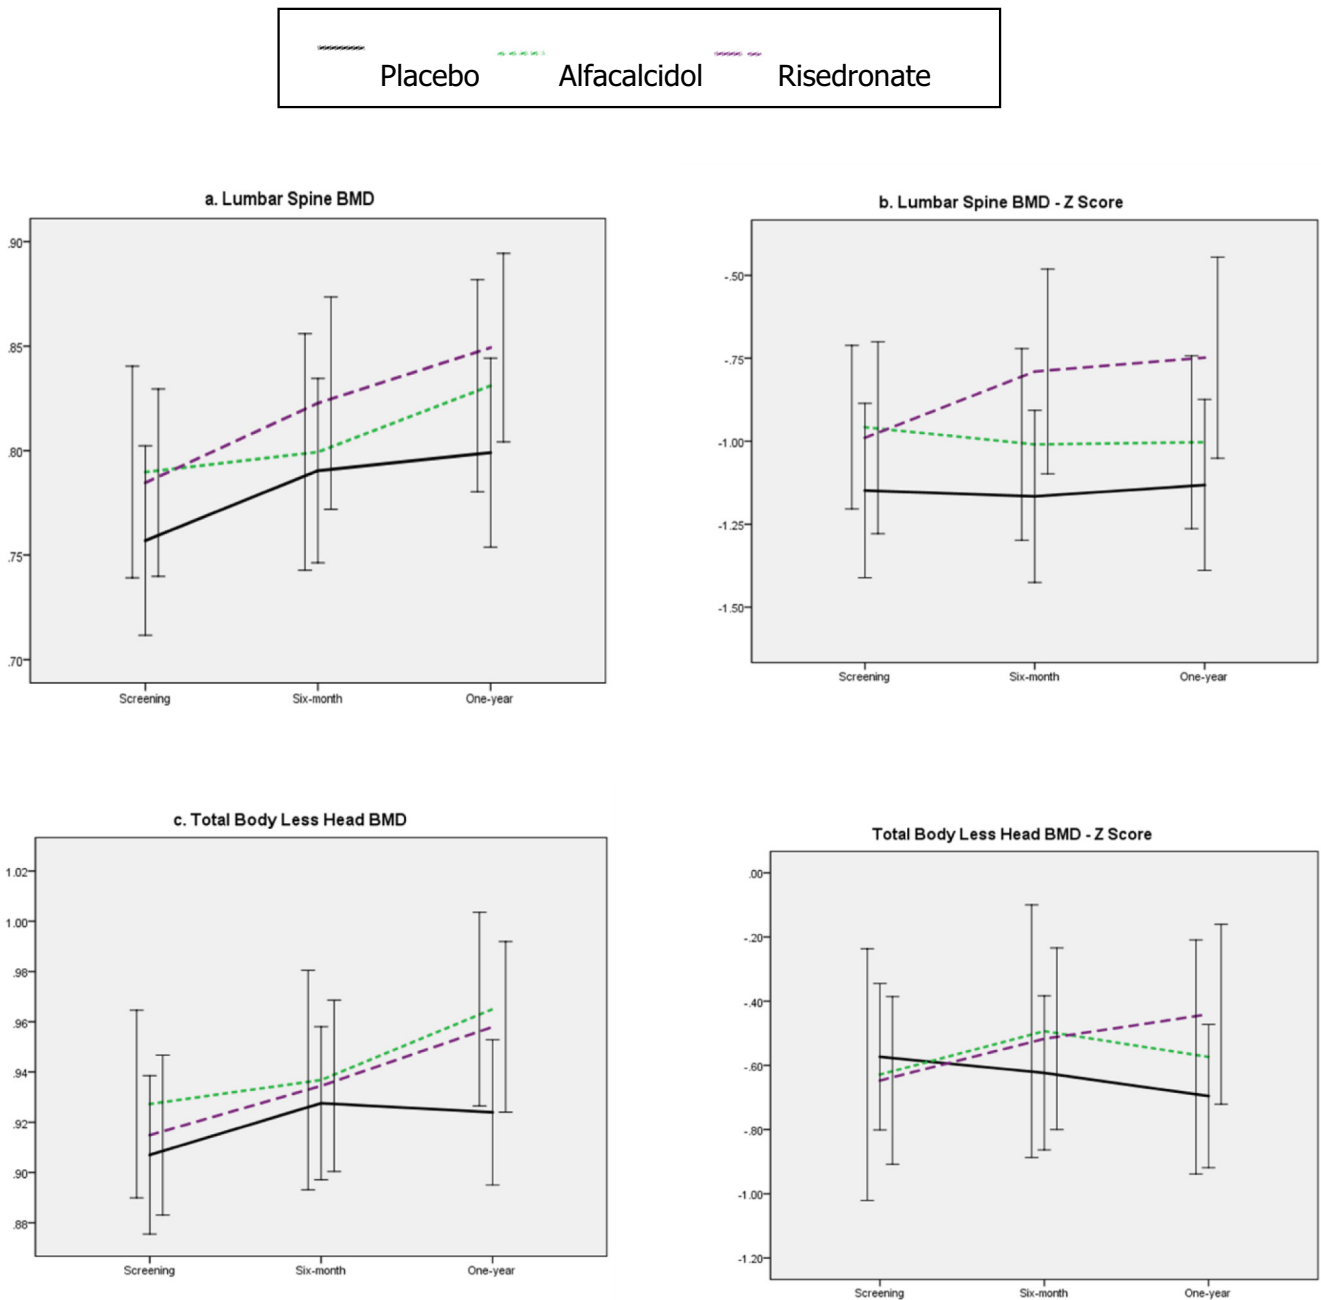 Placebo Alfacalcidol Risedronate
a. Lumbar Spine BMD
.90
.85
.80
.75
.70
Screening Six-month One-year
b. Lumbar Spine BMD - Z Score
-.50
-.75
-1.00
-1.25
-1.50
Screening Six-month One-year
c. Total Body Less Head BMD
1.02
1.00
.98
.96
.94
.92
.90
.88
Screening Six-month One-year
Total Body Less Head BMD - Z Score
.00
-.20
-.40
-.60
-.80
-1.00
-1.20
Screening Six-month One-year